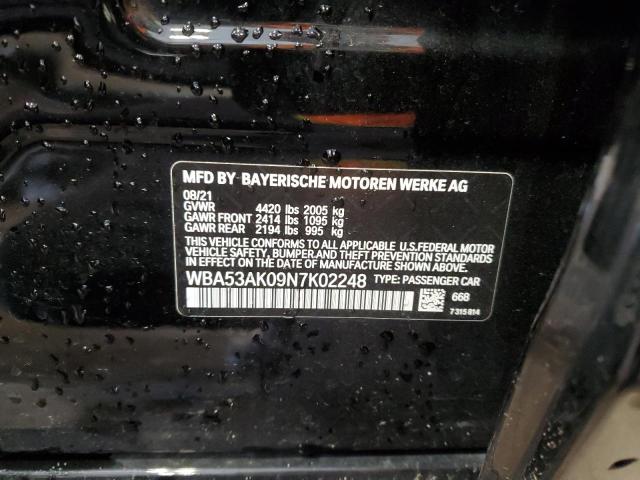 MFD BY BAYERISCHE MOTOREN WERKE AG
08/21
GVWR 4420 lbs 2005 kg
GAWR FRONT 2414 lbs 1095 kg
GAWR REAR 2194 lbs 995 kg
THIS VEHICLE CONFORMS TO ALL APPLICABLE U.S.FEDERAL MOTOR
VEHICLE SAFETY, BUMPER, AND THEFT PREVENTION STANDARDS
IN EFFECT ON THE DATE OF MANUFACTURE SHOWN ABOVE.
WBA53AK09N7K02248 TYPE: PASSENGER CAR
668
7315814